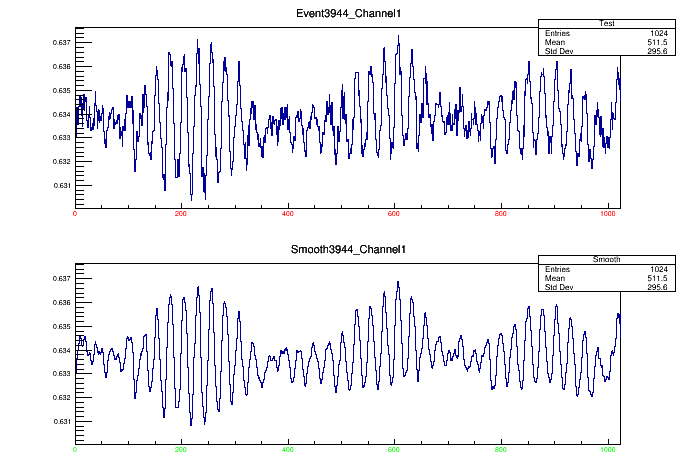 Event3944_Channel1
Test
Entries 1024
Mean 511.5
Std Dev 295.6
0.637
0.636
0.635
0.634
0.633
0.632
0.631
0 200 400 600 800 1000
Smooth3944_Channel1
Smooth
Entries 1024
Mean 511.5
Std Dev 295.6
0.637
0.636
0.635
0.634
0.633
0.632
0.631
0 200 400 600 800 1000